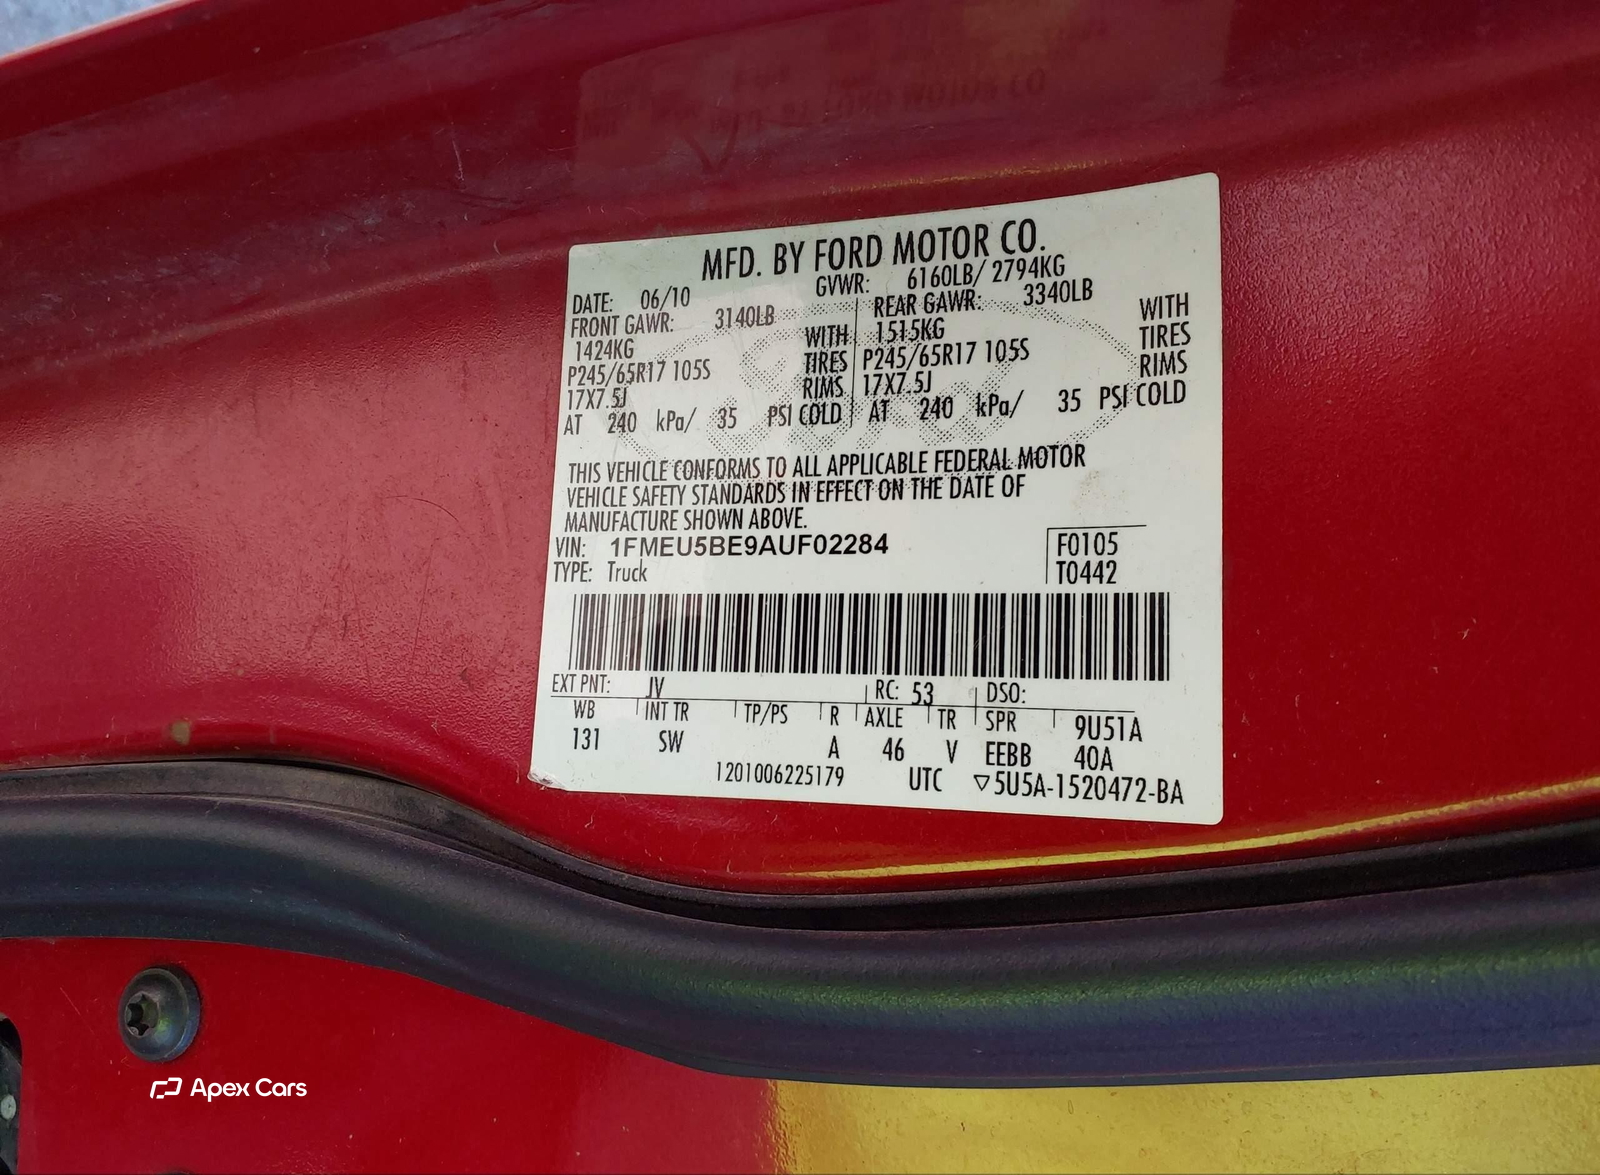 MFD. BY FORD MOTOR CO.
DATE: 06/10 GVWR: 6160LB/ 2794KG
FRONT GAWR: 3140LB REAR GAWR: 3340LB
1424KG WITH 1515KG WITH
P245/65R17 105S TIRES P245/65R17 105S TIRES
17X7.5J RIMS 17X7.5J RIMS
AT 240 kPa/ 35 PSI COLD AT 240 kPa/ 35 PSI COLD
THIS VEHICLE CONFORMS TO ALL APPLICABLE FEDERAL MOTOR
VEHICLE SAFETY STANDARDS IN EFFECT ON THE DATE OF
MANUFACTURE SHOWN ABOVE.
VIN: 1FMEU5BE9AUF02284 F0105
TYPE: Truck T0442
EXT PNT: JV RC: 53 DSO:
WB INT TR TP/PS R AXLE TR SPR 9U51A
131 SW A 46 V EEBB 40A
1201006225179 UTC ▽5U5A-1520472-BA
Apex Cars